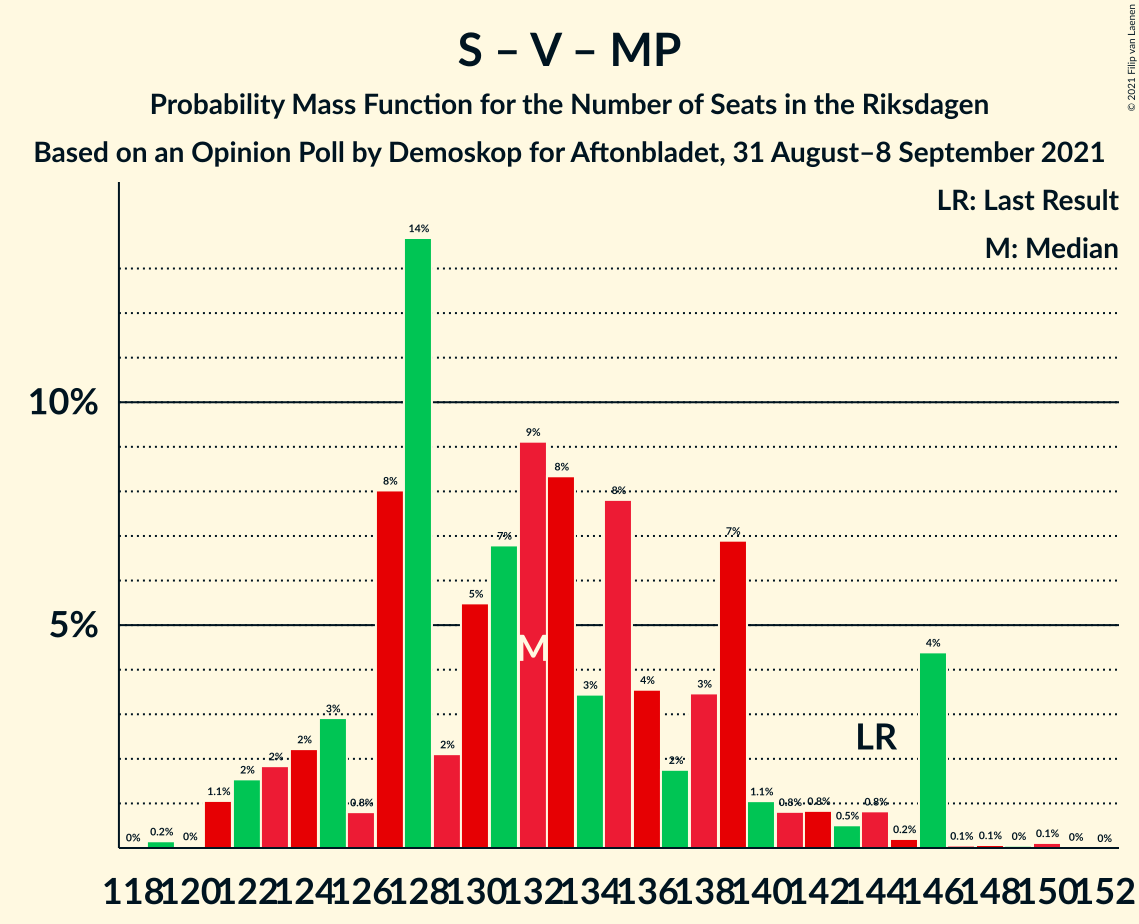 © 2021 Filip van Laenen
S – V – MP
Probability Mass Function for the Number of Seats in the Riksdagen
Based on an Opinion Poll by Demoskop for Aftonbladet, 31 August–8 September 2021
LR: Last Result
M: Median
10%
5%
0% 0.2% 0% 1.1% 2% 2% 2% 3% 0.8% 8% 14% 2% 5% 7% 9% 8% 3% 8% 4% 2% 3% 7% 1.1% 0.8% 0.8% 0.5% 0.8% 0.2% 4% 0.1% 0.1% 0% 0.1% 0% 0%
M
LR
118 120 122 124 126 128 130 132 134 136 138 140 142 144 146 148 150 152